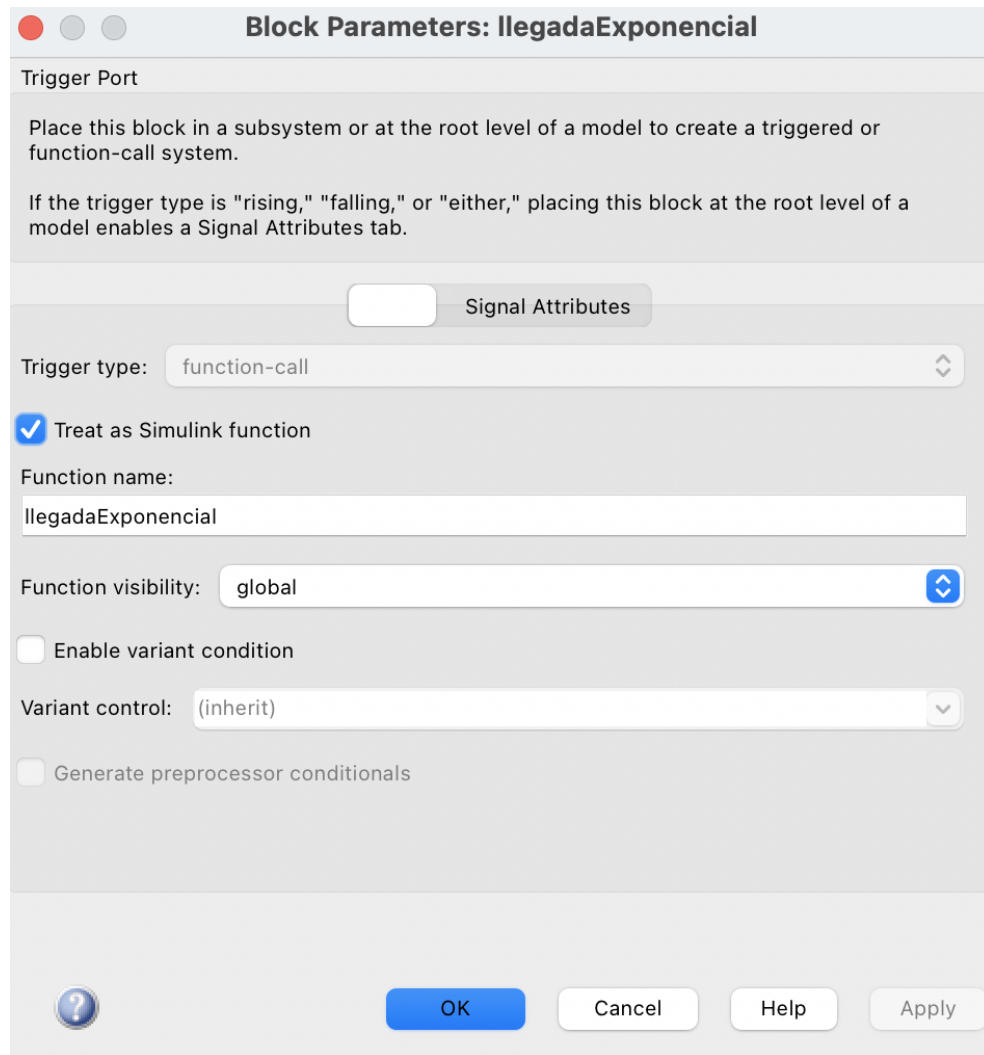 Block Parameters: llegadaExponencial
Trigger Port
Place this block in a subsystem or at the root level of a model to create a triggered or
function-call system.
If the trigger type is "rising," "falling," or "either," placing this block at the root level of a
model enables a Signal Attributes tab.
Signal Attributes
Trigger type: function-call
Treat as Simulink function
Function name:
llegadaExponencial
Function visibility: global
Enable variant condition
Variant control: (inherit)
Generate preprocessor conditionals
? OK Cancel Help Apply